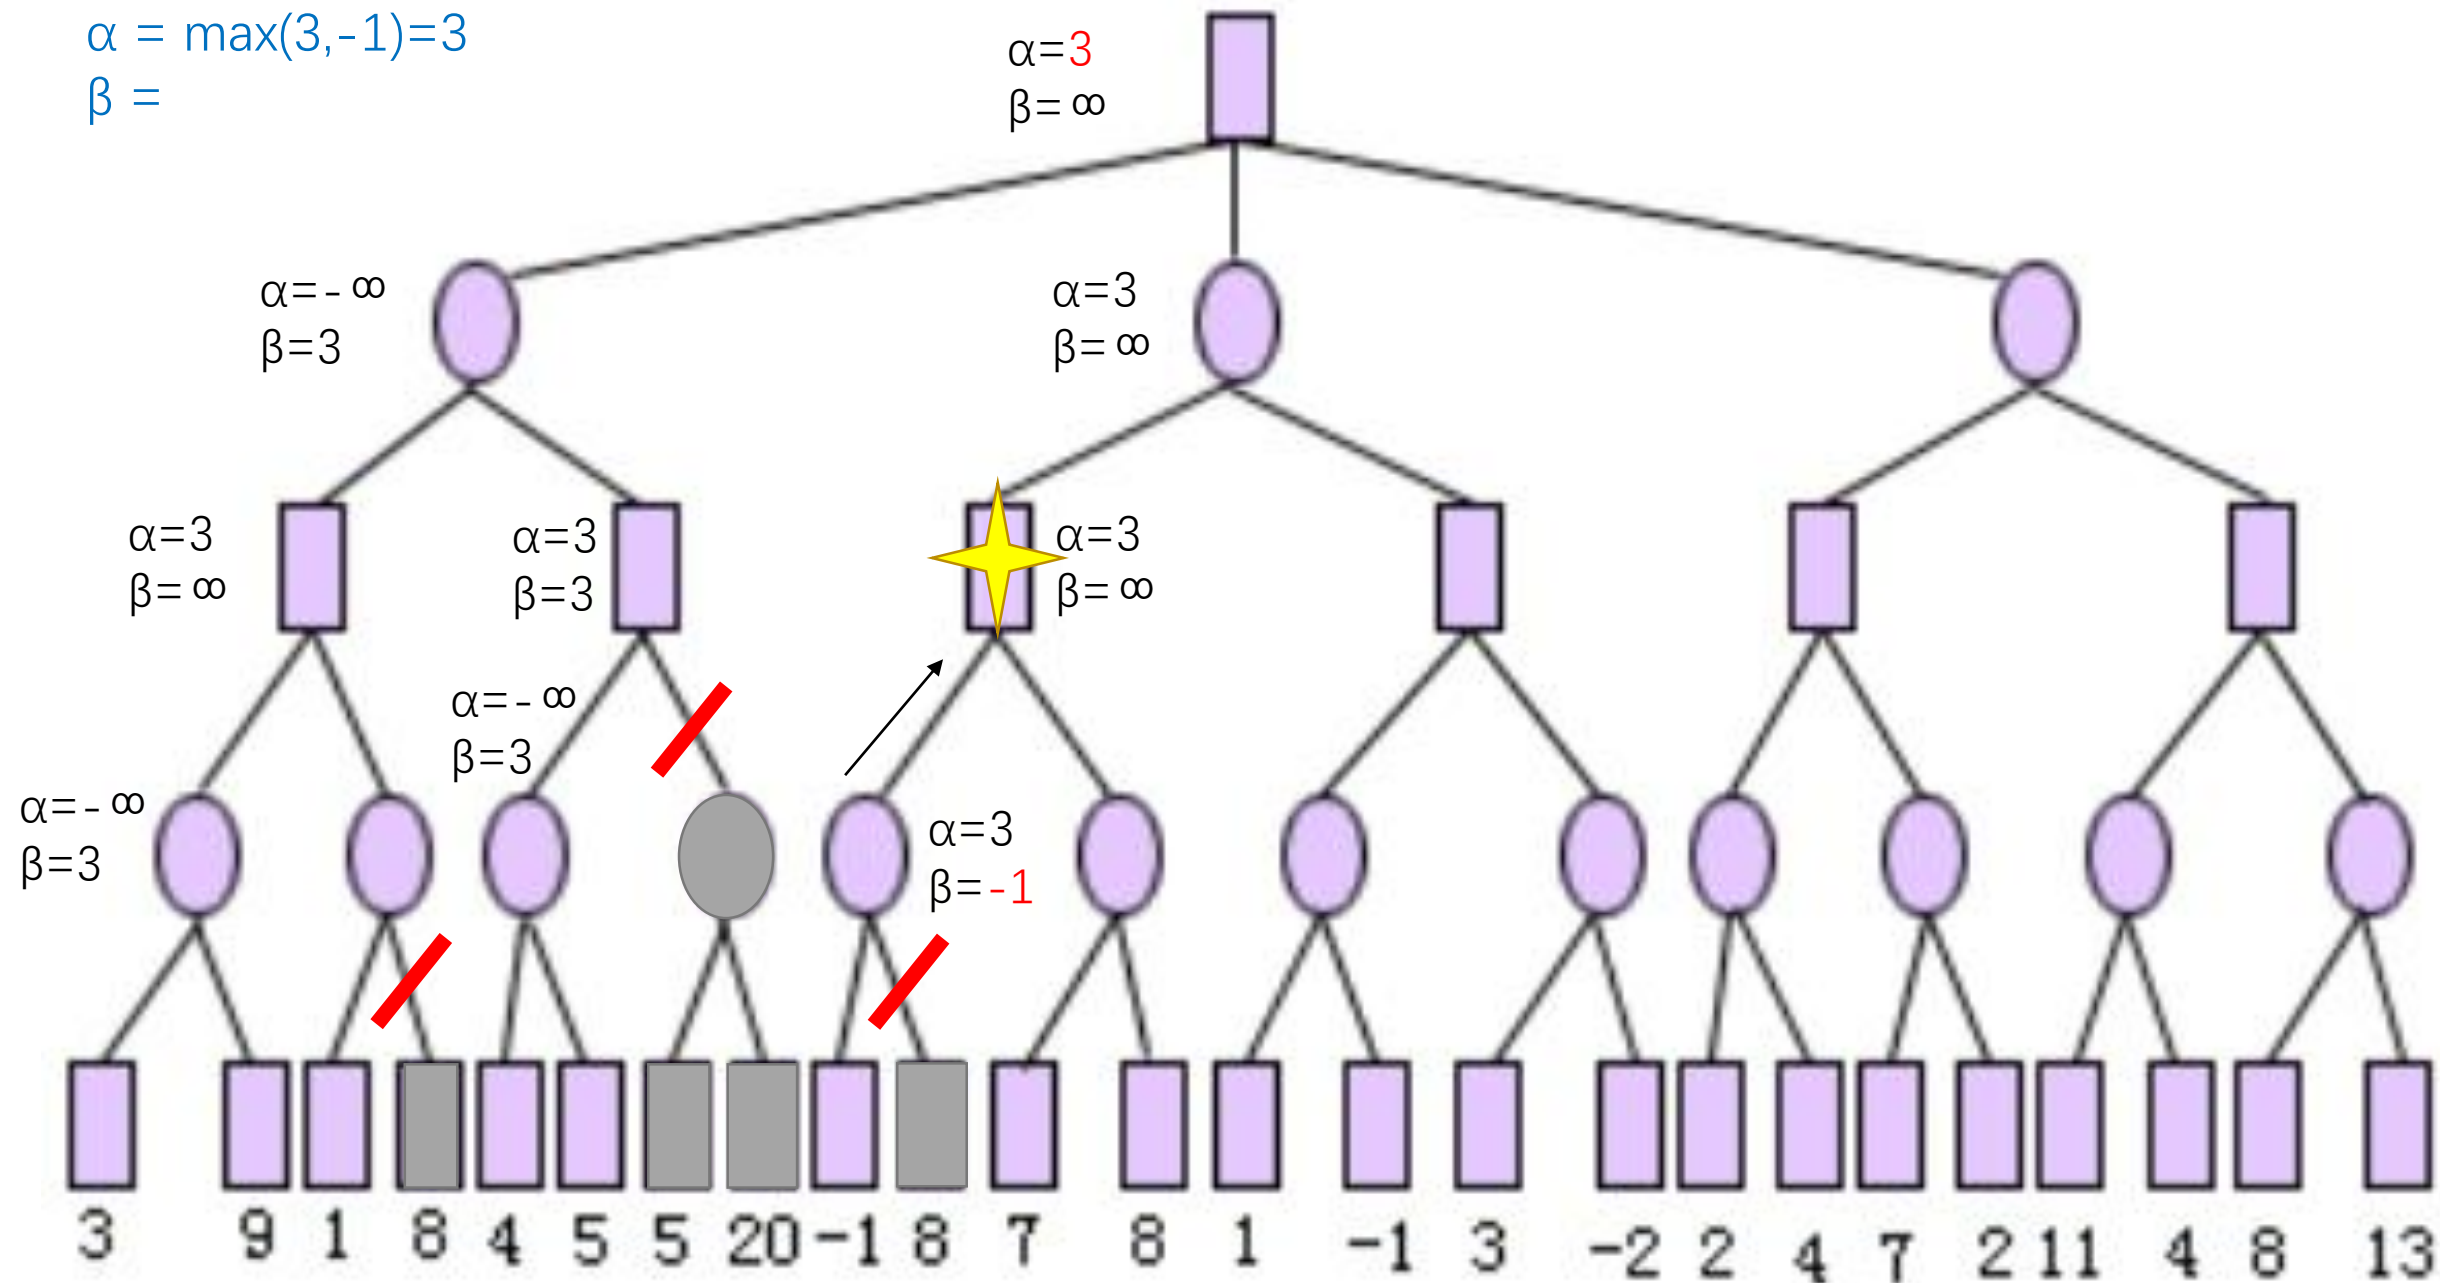 α = max(3,-1)=3
β =
α=3
β=∞
α=-∞
β=3
α=3
β=∞
α=3
β=∞
α=3
β=3
α=3
β=∞
α=-∞
β=3
α=-∞
β=3
α=3
β=-1
3 9 1 8 4 5 5 20 -1 8 7 8 1 -1 3 -2 2 4 7 2 11 4 8 13